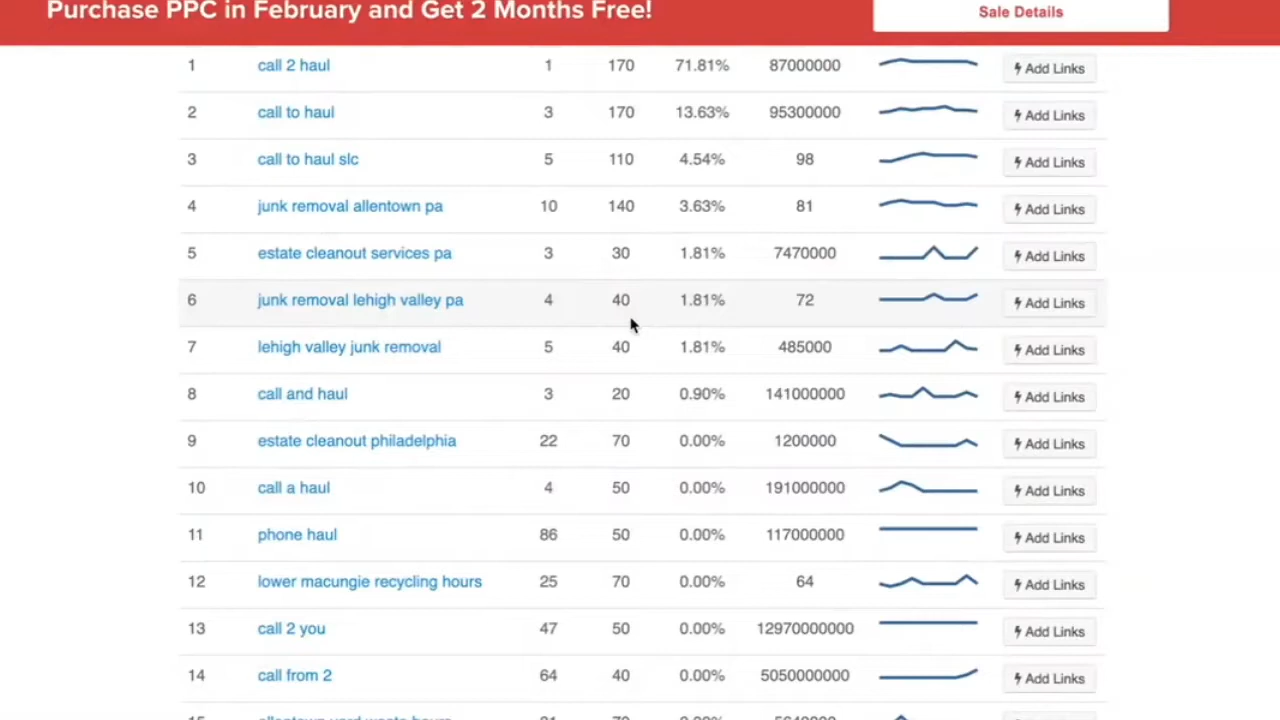 Purchase PPC in February and Get 2 Months Free!
Sale Details
1 call 2 haul 1 170 71.81% 87000000 Add Links
2 call to haul 3 170 13.63% 95300000 Add Links
3 call to haul slc 5 110 4.54% 98 Add Links
4 junk removal allentown pa 10 140 3.63% 81 Add Links
5 estate cleanout services pa 3 30 1.81% 7470000 Add Links
6 junk removal lehigh valley pa 4 40 1.81% 72 Add Links
7 lehigh valley junk removal 5 40 1.81% 485000 Add Links
8 call and haul 3 20 0.90% 141000000 Add Links
9 estate cleanout philadelphia 22 70 0.00% 1200000 Add Links
10 call a haul 4 50 0.00% 191000000 Add Links
11 phone haul 86 50 0.00% 117000000 Add Links
12 lower macungie recycling hours 25 70 0.00% 64 Add Links
13 call 2 you 47 50 0.00% 12970000000 Add Links
14 call from 2 64 40 0.00% 5050000000 Add Links